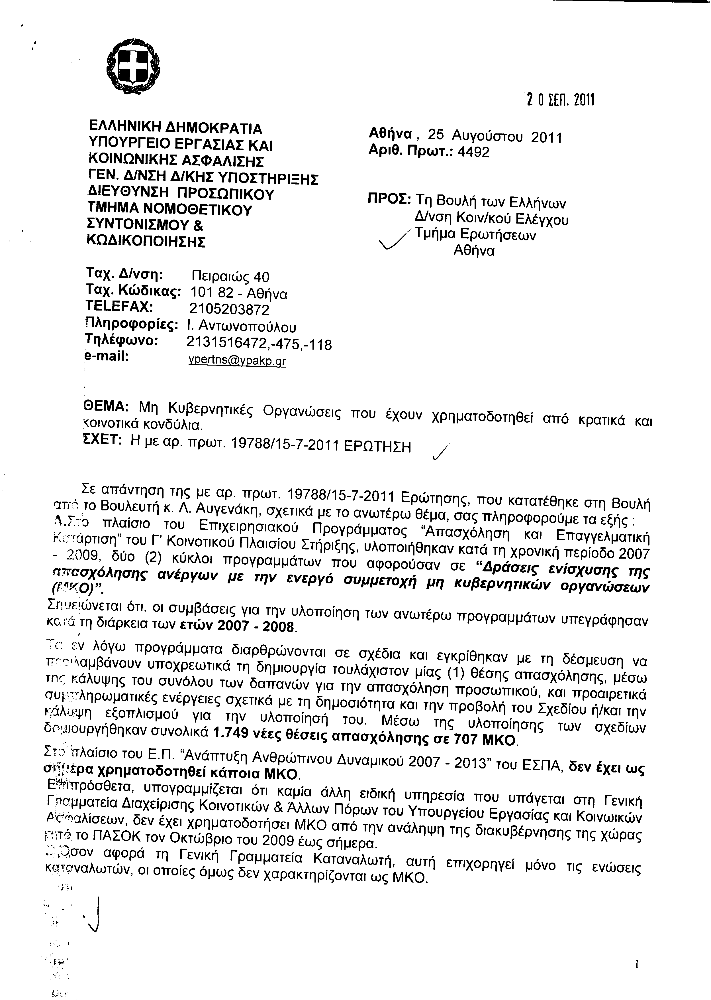 2 0 ΣΕΠ. 2011
ΕΛΛΗΝΙΚΗ ΔΗΜΟΚΡΑΤΙΑ
ΥΠΟΥΡΓΕΙΟ ΕΡΓΑΣΙΑΣ ΚΑΙ
ΚΟΙΝΩΝΙΚΗΣ ΑΣΦΑΛΙΣΗΣ
ΓΕΝ. Δ/ΝΣΗ Δ/ΚΗΣ ΥΠΟΣΤΗΡΙΞΗΣ
ΔΙΕΥΘΥΝΣΗ ΠΡΟΣΩΠΙΚΟΥ
ΤΜΗΜΑ ΝΟΜΟΘΕΤΙΚΟΥ
ΣΥΝΤΟΝΙΣΜΟΥ &
ΚΩΔΙΚΟΠΟΙΗΣΗΣ
Αθήνα , 25 Αυγούστου 2011
Αριθ. Πρωτ.: 4492
ΠΡΟΣ: Τη Βουλή των Ελλήνων
Δ/νση Κοιν/κού Ελέγχου
Τμήμα Ερωτήσεων
Αθήνα
Ταχ. Δ/νση: Πειραιώς 40
Ταχ. Κώδικας: 101 82 - Αθήνα
TELEFAX: 2105203872
Πληροφορίες: Ι. Αντωνοπούλου
Τηλέφωνο: 2131516472,-475,-118
e-mail: ypertns@ypakp.gr
ΘΕΜΑ: Μη Κυβερνητικές Οργανώσεις που έχουν χρηματοδοτηθεί από κρατικά και
κοινοτικά κονδύλια.
ΣΧΕΤ: Η με αρ. πρωτ. 19788/15-7-2011 ΕΡΩΤΗΣΗ
Σε απάντηση της με αρ. πρωτ. 19788/15-7-2011 Ερώτησης, που κατατέθηκε στη Βουλή
από το Βουλευτή κ. Λ. Αυγενάκη, σχετικά με το ανωτέρω θέμα, σας πληροφορούμε τα εξής :
Α.Στο πλαίσιο του Επιχειρησιακού Προγράμματος “Απασχόληση και Επαγγελματική
Κατάρτιση” του Γ’ Κοινοτικού Πλαισίου Στήριξης, υλοποιήθηκαν κατά τη χρονική περίοδο 2007
- 2009, δύο (2) κύκλοι προγραμμάτων που αφορούσαν σε “Δράσεις ενίσχυσης της
απασχόλησης ανέργων με την ενεργό συμμετοχή μη κυβερνητικών οργανώσεων
(ΜΚΟ)”.
Σημειώνεται ότι. οι συμβάσεις για την υλοποίηση των ανωτέρω προγραμμάτων υπεγράφησαν
κατά τη διάρκεια των ετών 2007 - 2008.
Τα εν λόγω προγράμματα διαρθρώνονται σε σχέδια και εγκρίθηκαν με τη δέσμευση να
περιλαμβάνουν υποχρεωτικά τη δημιουργία τουλάχιστον μίας (1) θέσης απασχόλησης, μέσω
της κάλυψης του συνόλου των δαπανών για την απασχόληση προσωπικού, και προαιρετικά
συμπληρωματικές ενέργειες σχετικά με τη δημοσιότητα και την προβολή του Σχεδίου ή/και την
κάλυψη εξοπλισμού για την υλοποίησή του. Μέσω της υλοποίησης των σχεδίων
δημιουργήθηκαν συνολικά 1.749 νέες θέσεις απασχόλησης σε 707 ΜΚΟ.
Στο πλαίσιο του Ε.Π. “Ανάπτυξη Ανθρώπινου Δυναμικού 2007 - 2013” του ΕΣΠΑ, δεν έχει ως
σήμερα χρηματοδοτηθεί κάποια ΜΚΟ.
Επιπρόσθετα, υπογραμμίζεται ότι καμία άλλη ειδική υπηρεσία που υπάγεται στη Γενική
Γραμματεία Διαχείρισης Κοινοτικών & Άλλων Πόρων του Υπουργείου Εργασίας και Κοινωικών
Ασφαλίσεων, δεν έχει χρηματοδοτήσει ΜΚΟ από την ανάληψη της διακυβέρνησης της χώρας
από το ΠΑΣΟΚ τον Οκτώβριο του 2009 έως σήμερα.
Όσον αφορά τη Γενική Γραμματεία Καταναλωτή, αυτή επιχορηγεί μόνο τις ενώσεις
καταναλωτών, οι οποίες όμως δεν χαρακτηρίζονται ως ΜΚΟ.
1